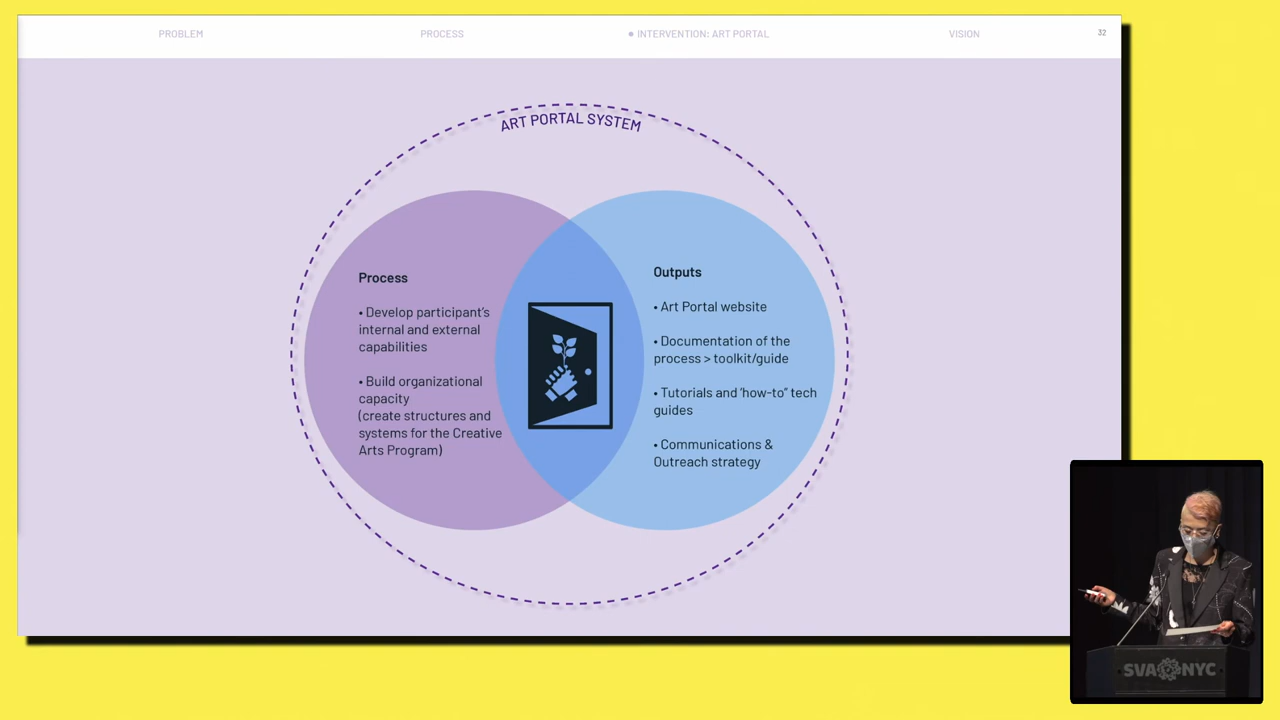 PROBLEM
PROCESS
• INTERVENTION: ART PORTAL
VISION
32
ART PORTAL SYSTEM
Process
• Develop participant's
internal and external
capabilities
• Build organizational
capacity
(create structures and
systems for the Creative
Arts Program)
Outputs
• Art Portal website
• Documentation of the
process > toolkit/guide
• Tutorials and 'how-to" tech
guides
• Communications &
Outreach strategy
SVA NYC